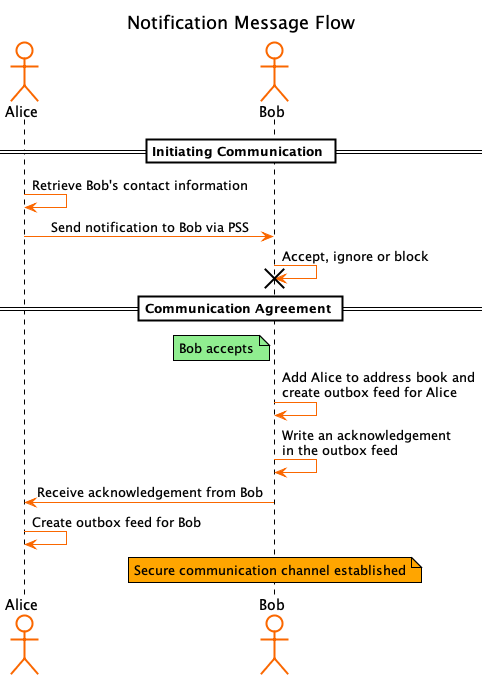 Notification Message Flow
Alice
Bob
Initiating Communication
Retrieve Bob's contact information
Send notification to Bob via PSS
Accept, ignore or block
Communication Agreement
Bob accepts
Add Alice to address book and
create outbox feed for Alice
Write an acknowledgement
in the outbox feed
Receive acknowledgement from Bob
Create outbox feed for Bob
Secure communication channel established
Alice
Bob